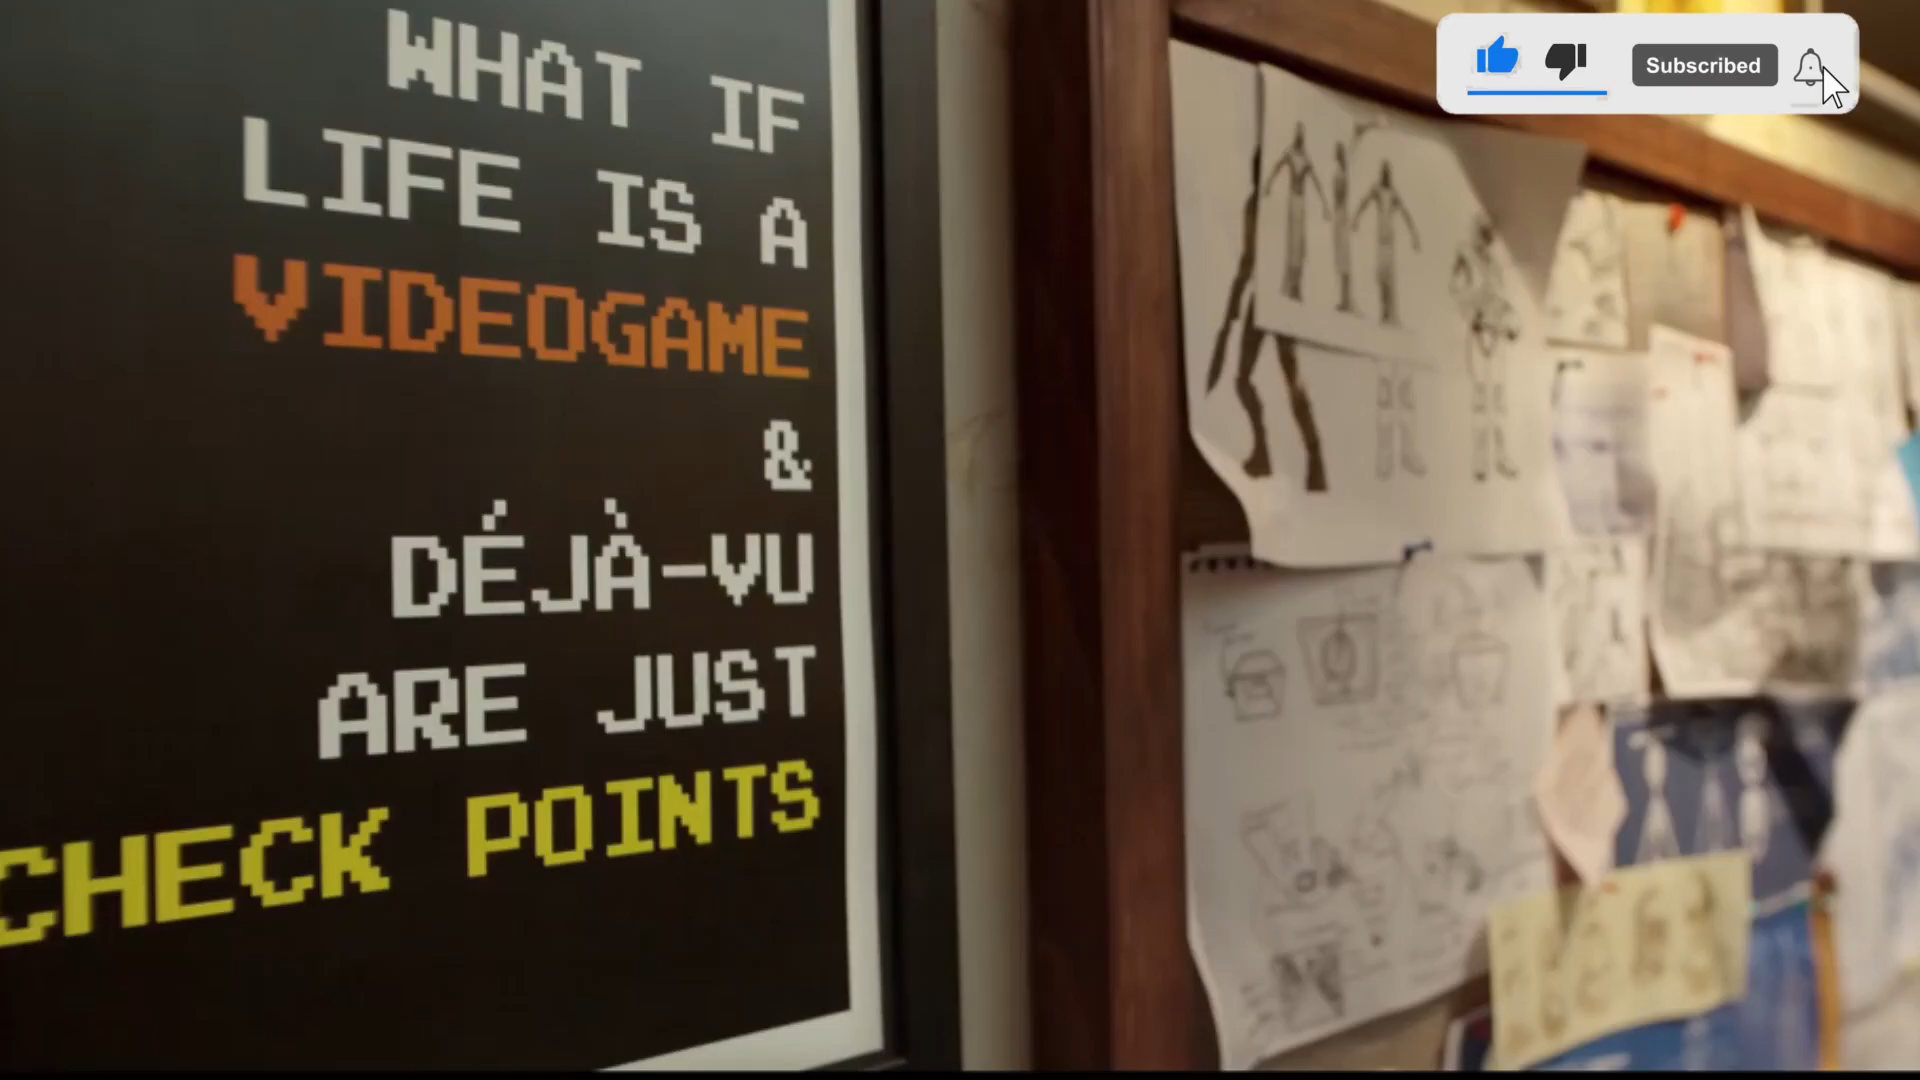 WHAT IF
LIFE IS A
VIDEOGAME
&
DÉJÀ-VU
ARE JUST
CHECK POINTS
Subscribed